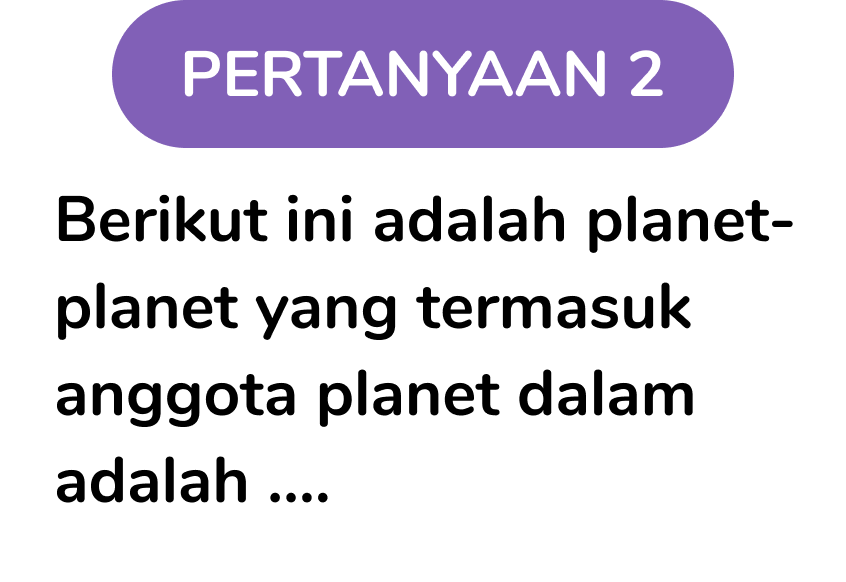 PERTANYAAN 2
Berikut ini adalah planet-
planet yang termasuk
anggota planet dalam
adalah ....